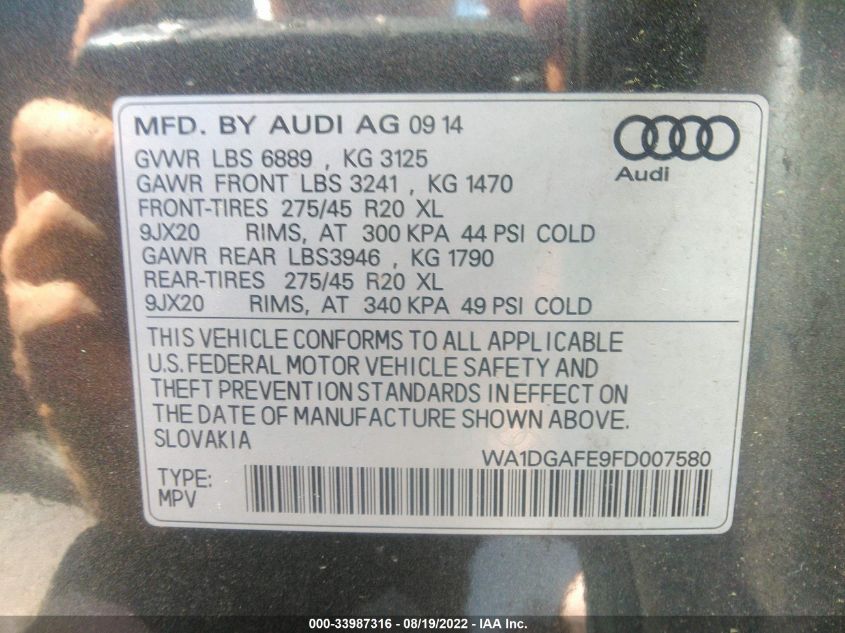 MFD. BY AUDI AG 09 14
Audi
GVWR LBS 6889 , KG 3125
GAWR FRONT LBS 3241 , KG 1470
FRONT-TIRES 275/45 R20 XL
9JX20 RIMS, AT 300 KPA 44 PSI COLD
GAWR REAR LBS3946 , KG 1790
REAR-TIRES 275/45 R20 XL
9JX20 RIMS, AT 340 KPA 49 PSI COLD
THIS VEHICLE CONFORMS TO ALL APPLICABLE
U.S. FEDERAL MOTOR VEHICLE SAFETY AND
THEFT PREVENTION STANDARDS IN EFFECT ON
THE DATE OF MANUFACTURE SHOWN ABOVE.
SLOVAKIA
WA1DGAFE9FD007580
TYPE:
MPV
000-33987316 - 08/19/2022 - IAA Inc.